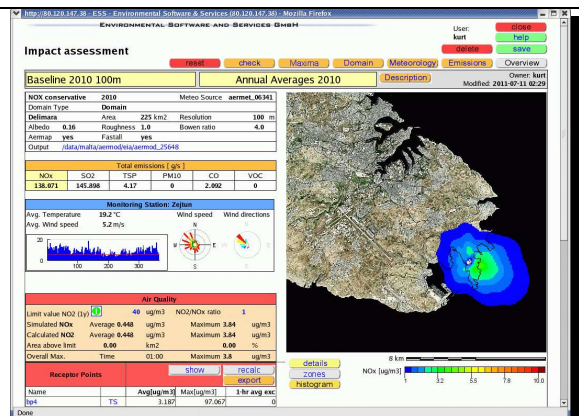 http://80.120.147.38 - ESS - Environmental Software & Services (80.120.147.38) - Mozilla Firefox
ENVIRONMENTAL SOFTWARE AND SERVICES GMBH
User: kurt
close
help
Impact assessment
delete
save
reset
check
Maxima
Domain
Meteorology
Emissions
Overview
Baseline 2010 100m
Annual Averages 2010
Description
Owner: kurt
Modified: 2011-07-11 02:29
NOX conservative 2010 Meteo Source aermet_06341
Domain Type Domain
Delimara Area 225 km2 Resolution 100 m
Albedo 0.16 Roughness 1.0 Bowen ratio 4.0
Aermap yes Fastall yes
Output /data/malta/aermod/eia/aermod_25648
Total emissions [ g/s ]
NOx SO2 TSP PM10 CO VOC
138.071 145.898 4.17 0 2.092 0
Monitoring Station: Zejtun
Avg. Temperature 19.2 °C Wind speed Wind directions
Avg. Wind speed 5.2 m/s
N
20
W E
0
100 200 300
S
Air Quality
Limit value NO2 (1y) 40 ug/m3 NO2/NOx ratio 1
Simulated NOx Average 0.448 ug/m3 Maximum 3.84 ug/m3
Calculated NO2 Average 0.448 ug/m3 Maximum 3.84 ug/m3
Area above limit 0.00 km2 0.00 %
Overall Max. Time 01:00 Maximum 3.8 ug/m3
Receptor Points
show
recalc
export
Name Avg[ug/m3] Max[ug/m3] 1-hr avg exc
bp4 TS 3.187 97.067 0
details
zones
histogram
8 km
NOx [ug/m3]
1 3.2 5.5 7.8 10.0
Done